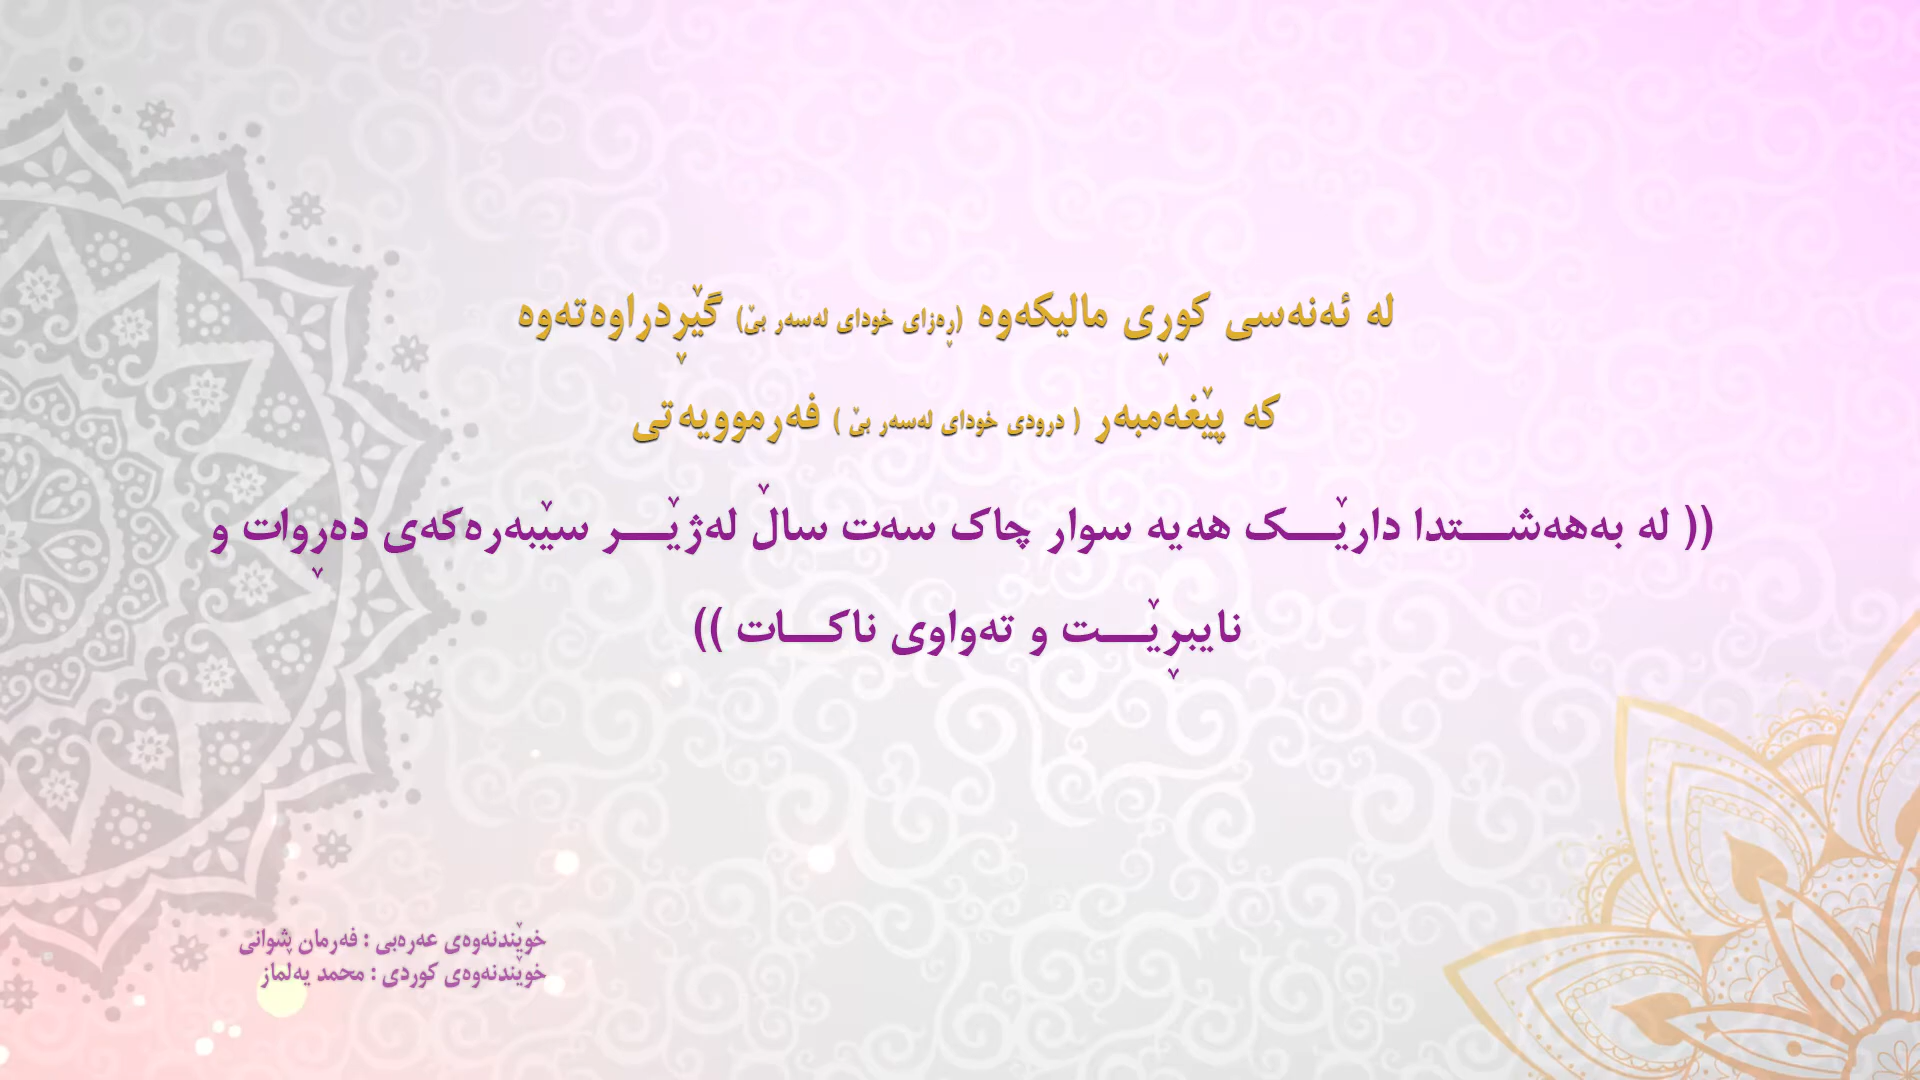 لە ئەنەسی کوڕی مالیکەوە (ڕەزای خودای لەسەر بێ) گێڕدراوەتەوە
کە پێغەمبەر ( درودی خودای لەسەر بێ ) فەرموویەتی
(( لە بەهەشـــتدا دارێـــک هەیە سوار چاک سەت ساڵ لەژێـــر سێبەرەکەی دەڕوات و
نایبڕێـــت و تەواوی ناکـــات ))
خوێندنەوەی عەرەبی : فەرمان پشوانی
خوێندنەوەی کوردی : محمد یەلماز